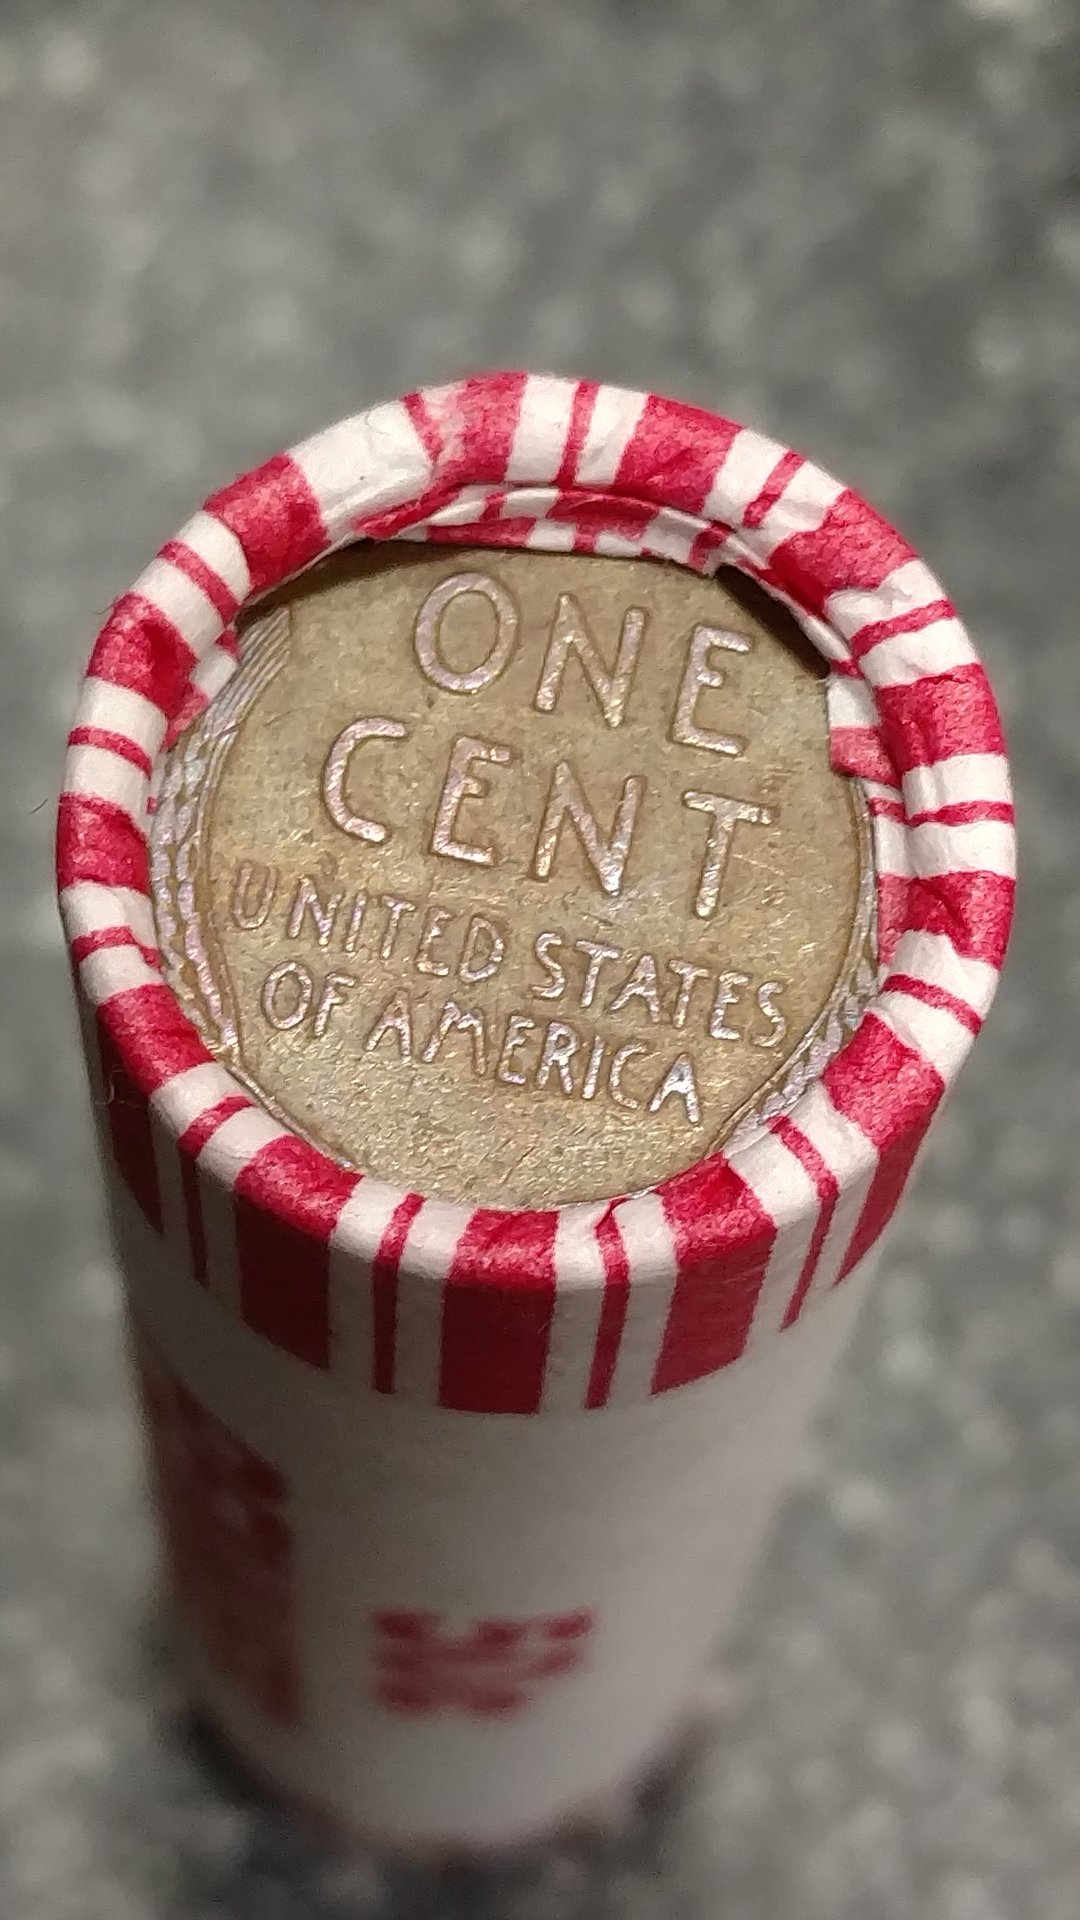 ONE
CENT
UNITED STATES
OF AMERICA